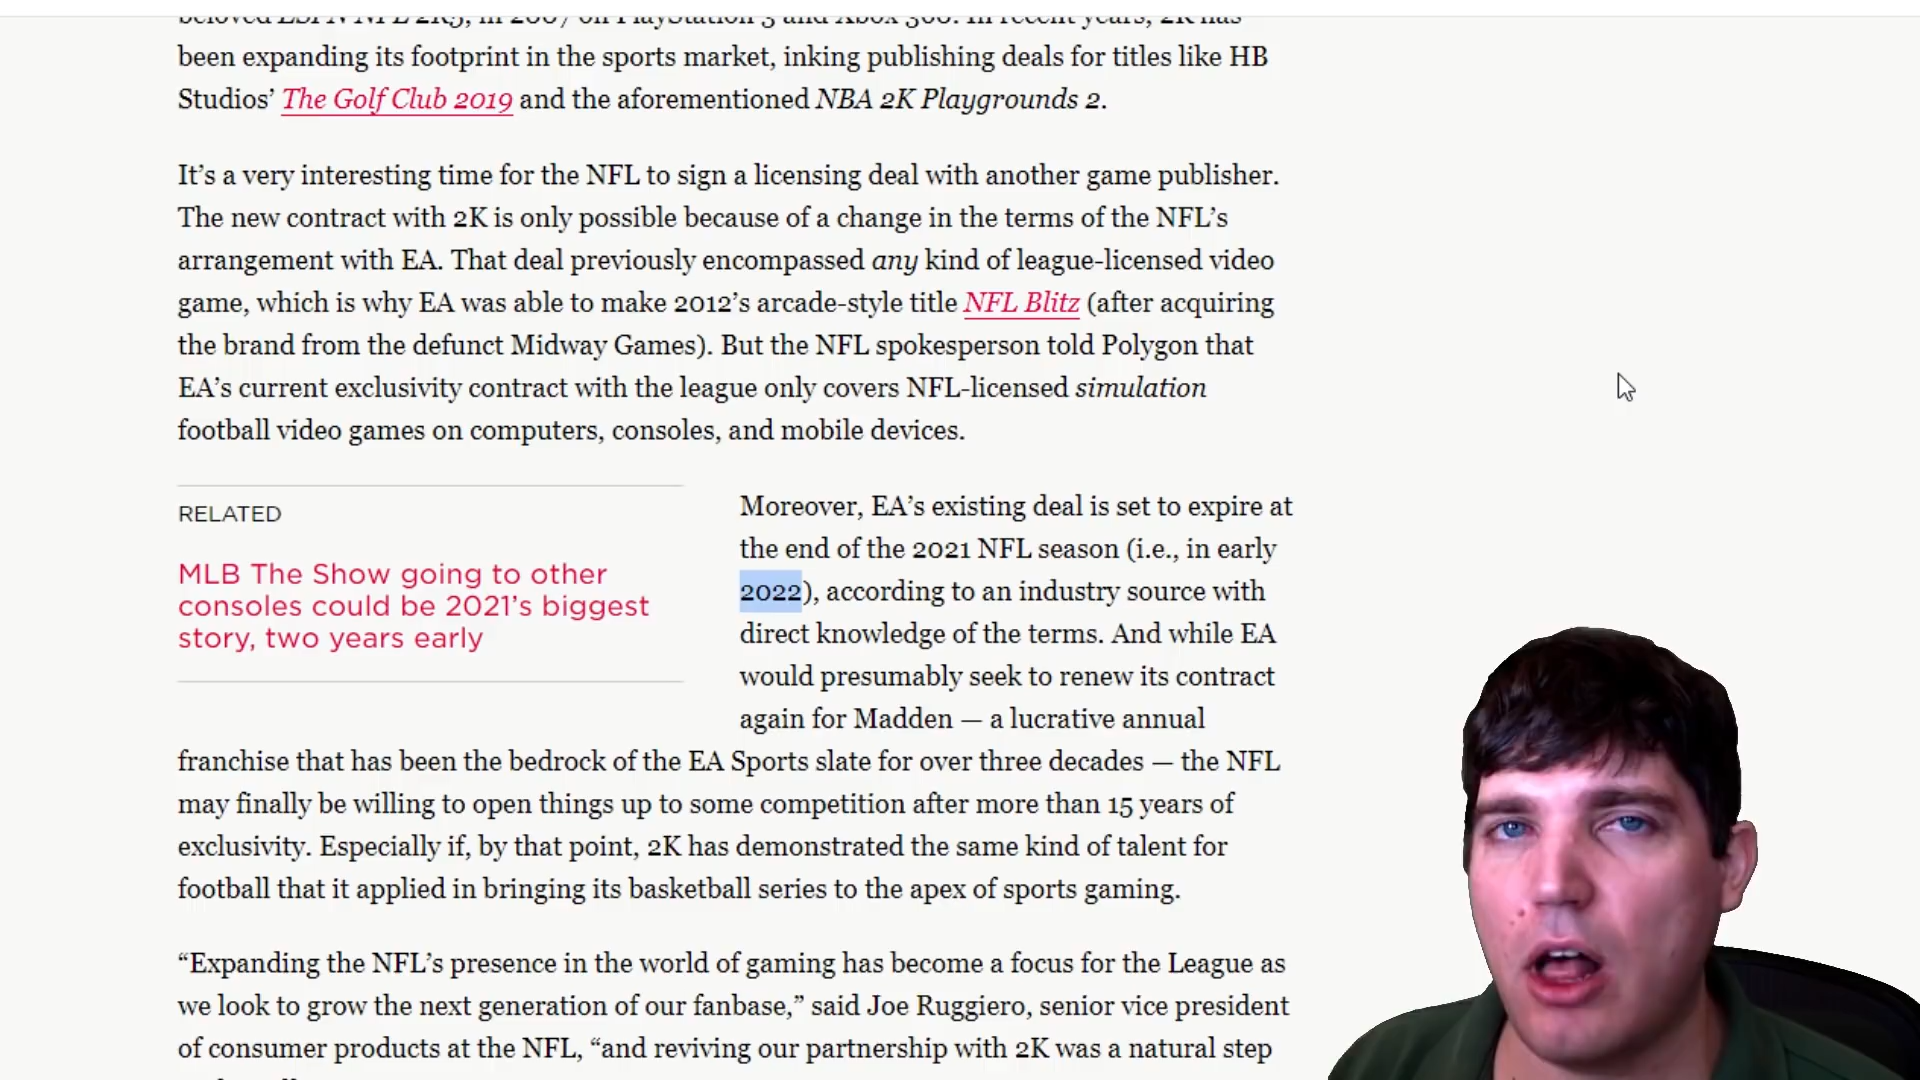 beloved ESPN NFL 2K5, in 2007 on PlayStation 3 and Xbox 360. In recent years, 2K has
been expanding its footprint in the sports market, inking publishing deals for titles like HB
Studios’ The Golf Club 2019 and the aforementioned NBA 2K Playgrounds 2.
It’s a very interesting time for the NFL to sign a licensing deal with another game publisher.
The new contract with 2K is only possible because of a change in the terms of the NFL’s
arrangement with EA. That deal previously encompassed any kind of league-licensed video
game, which is why EA was able to make 2012’s arcade-style title NFL Blitz (after acquiring
the brand from the defunct Midway Games). But the NFL spokesperson told Polygon that
EA’s current exclusivity contract with the league only covers NFL-licensed simulation
football video games on computers, consoles, and mobile devices.
RELATED
MLB The Show going to other
consoles could be 2021’s biggest
story, two years early
Moreover, EA’s existing deal is set to expire at
the end of the 2021 NFL season (i.e., in early
2022), according to an industry source with
direct knowledge of the terms. And while EA
would presumably seek to renew its contract
again for Madden — a lucrative annual
franchise that has been the bedrock of the EA Sports slate for over three decades — the NFL
may finally be willing to open things up to some competition after more than 15 years of
exclusivity. Especially if, by that point, 2K has demonstrated the same kind of talent for
football that it applied in bringing its basketball series to the apex of sports gaming.
“Expanding the NFL’s presence in the world of gaming has become a focus for the League as
we look to grow the next generation of our fanbase,” said Joe Ruggiero, senior vice president
of consumer products at the NFL, “and reviving our partnership with 2K was a natural step